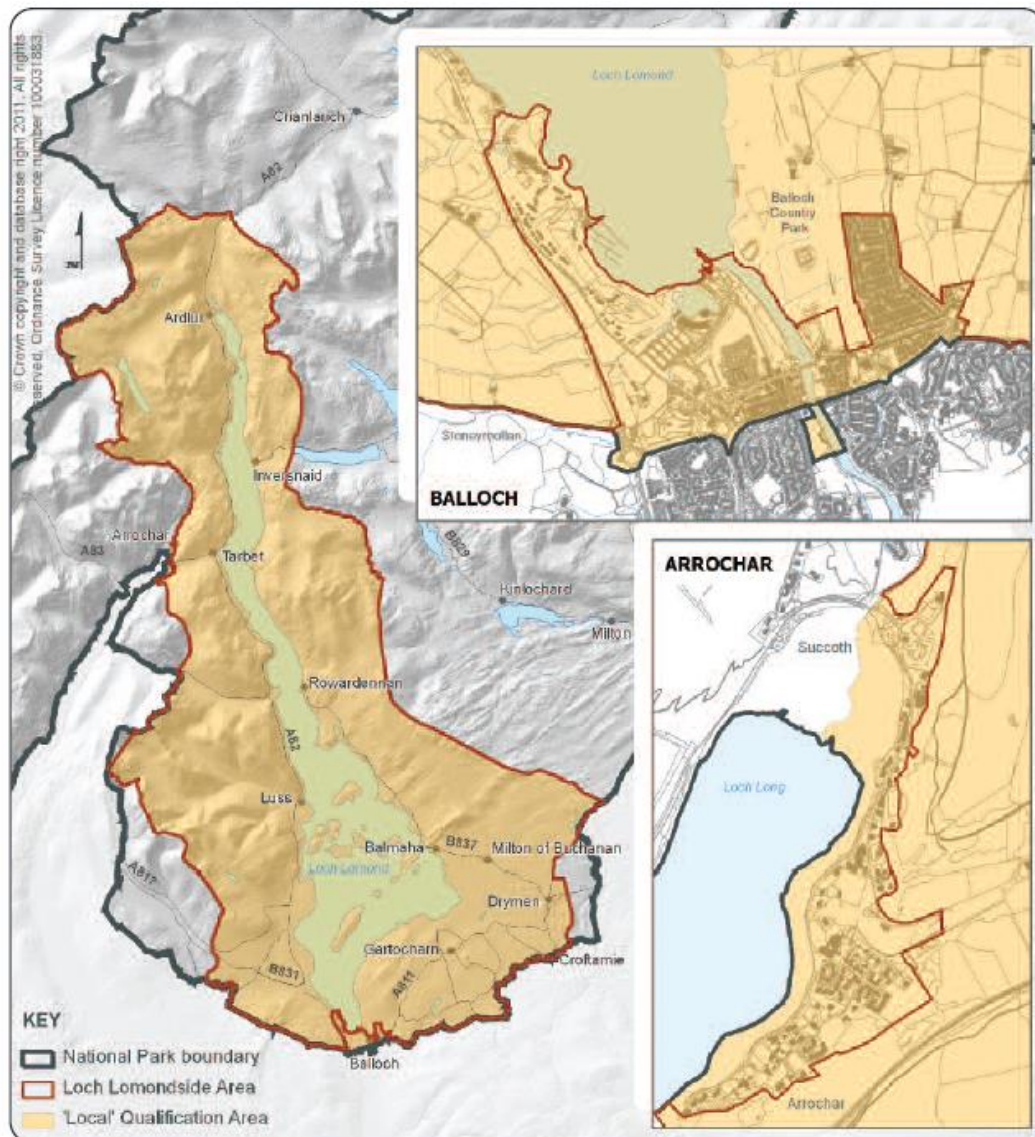 © Crown copyright and database right 2011. All rights
reserved. Ordnance Survey Licence number 100031883.
Crianlarich
A82
Ardlui
Inversnaid
Arrochar
A83
Tarbet
B829
Kinlochard
Milton
Rowardennan
A82
Luss
Balmaha
B837
Milton of Buchanan
Loch Lomond
A817
Drymen
Gartocharn
Croftamie
B831
A811
Balloch
KEY
National Park boundary
Loch Lomondside Area
'Local' Qualification Area
Loch Lomond
Balloch
Country
Park
Stoneymollan
BALLOCH
ARROCHAR
Succoth
Loch Long
Arrochar